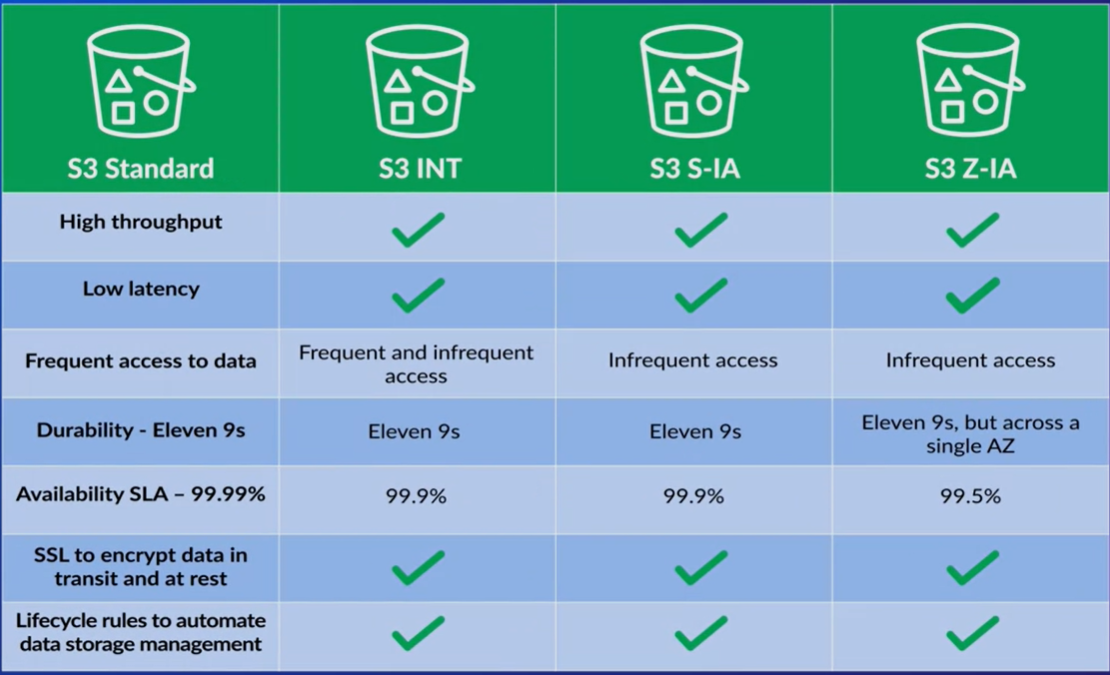 S3 Standard
S3 INT
S3 S-IA
S3 Z-IA
High throughput
Low latency
Frequent access to data
Frequent and infrequent
access
Infrequent access
Infrequent access
Durability - Eleven 9s
Eleven 9s
Eleven 9s
Eleven 9s, but across a
single AZ
Availability SLA – 99.99%
99.9%
99.9%
99.5%
SSL to encrypt data in
transit and at rest
Lifecycle rules to automate
data storage management